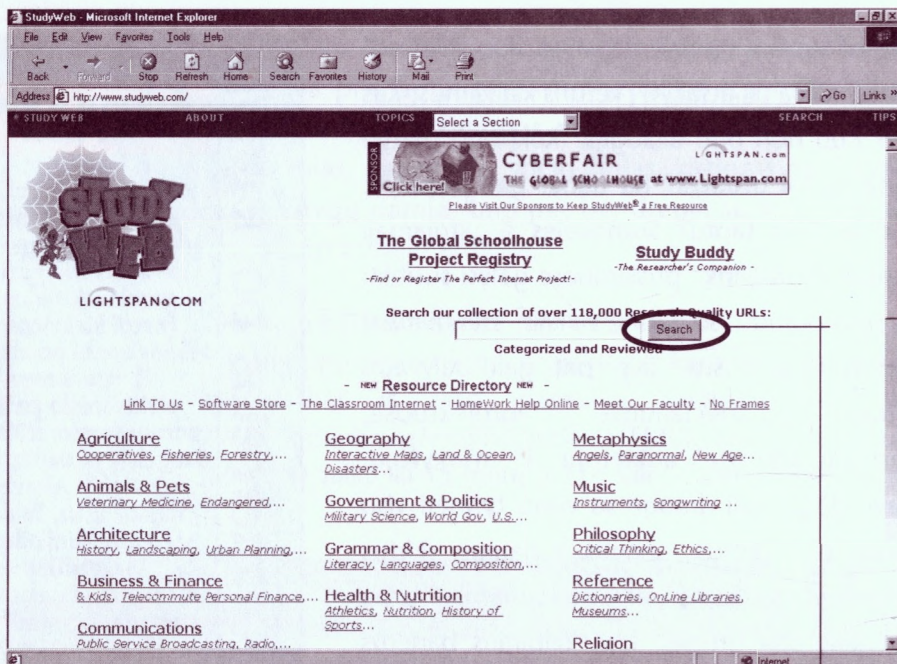 StudyWeb - Microsoft Internet Explorer
File Edit View Favorites Tools Help
Back Forward Stop Refresh Home Search Favorites History Mail Print
Address http://www.studyweb.com/ Go Links »
STUDY WEB ABOUT TOPICS Select a Section SEARCH TIPS
STUDY WEB
LIGHTSPAN.COM
SPONSOR
Click here!
CYBERFAIR
LIGHTSPAN.com
THE GLOBAL SCHOOLHOUSE at www.Lightspan.com
Please Visit Our Sponsors to Keep StudyWeb® a Free Resource
The Global Schoolhouse
Project Registry
-Find or Register The Perfect Internet Project!-
Study Buddy
-The Researcher's Companion -
Search our collection of over 118,000 Research Quality URLs:
Search
Categorized and Reviewed
- NEW Resource Directory NEW -
Link To Us - Software Store - The Classroom Internet - HomeWork Help Online - Meet Our Faculty - No Frames
Agriculture
Cooperatives, Fisheries, Forestry,...
Animals & Pets
Veterinary Medicine, Endangered,...
Architecture
History, Landscaping, Urban Planning,...
Business & Finance
& Kids, Telecommute Personal Finance,...
Communications
Public Service Broadcasting, Radio,...
Geography
Interactive Maps, Land & Ocean,
Disasters...
Government & Politics
Military Science, World Gov, U.S....
Grammar & Composition
Literacy, Languages, Composition,...
Health & Nutrition
Athletics, Nutrition, History of
Sports...
Metaphysics
Angels, Paranormal, New Age...
Music
Instruments, Songwriting ...
Philosophy
Critical Thinking, Ethics,...
Reference
Dictionaries, OnLine Libraries,
Museums...
Religion
Internet